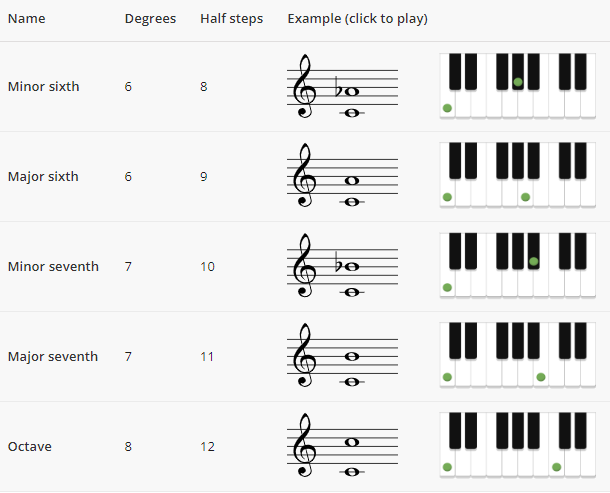 Name Degrees Half steps Example (click to play)
Minor sixth 6 8
Major sixth 6 9
Minor seventh 7 10
Major seventh 7 11
Octave 8 12